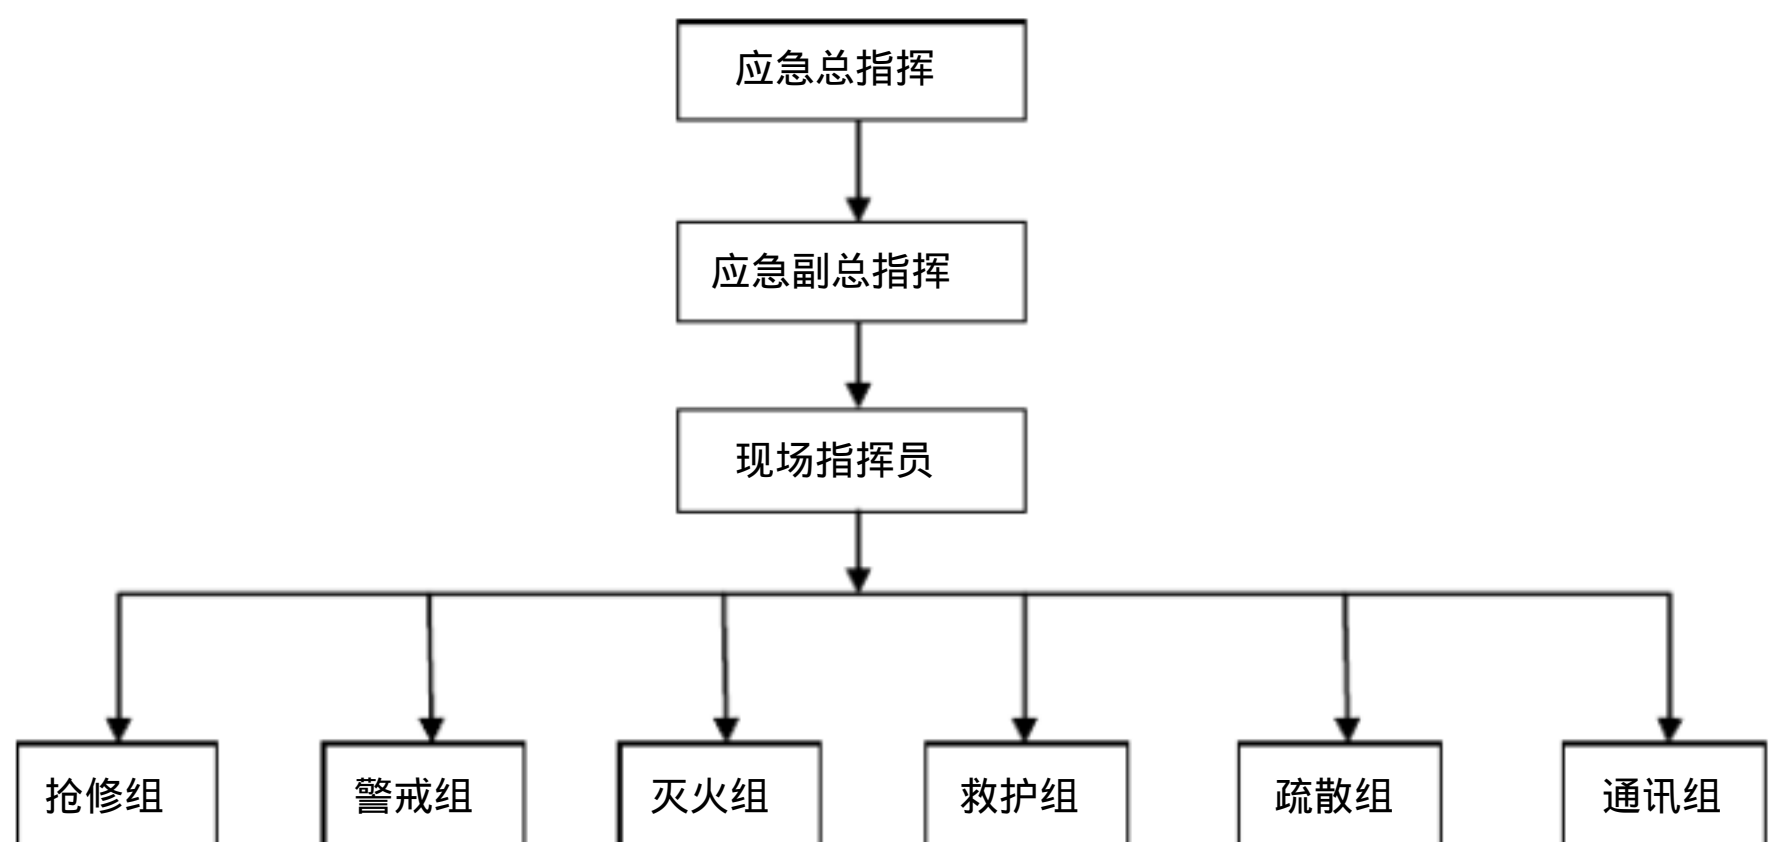 应急总指挥
应急副总指挥
现场指挥员
抢修组
警戒组
灭火组
救护组
疏散组
通讯组